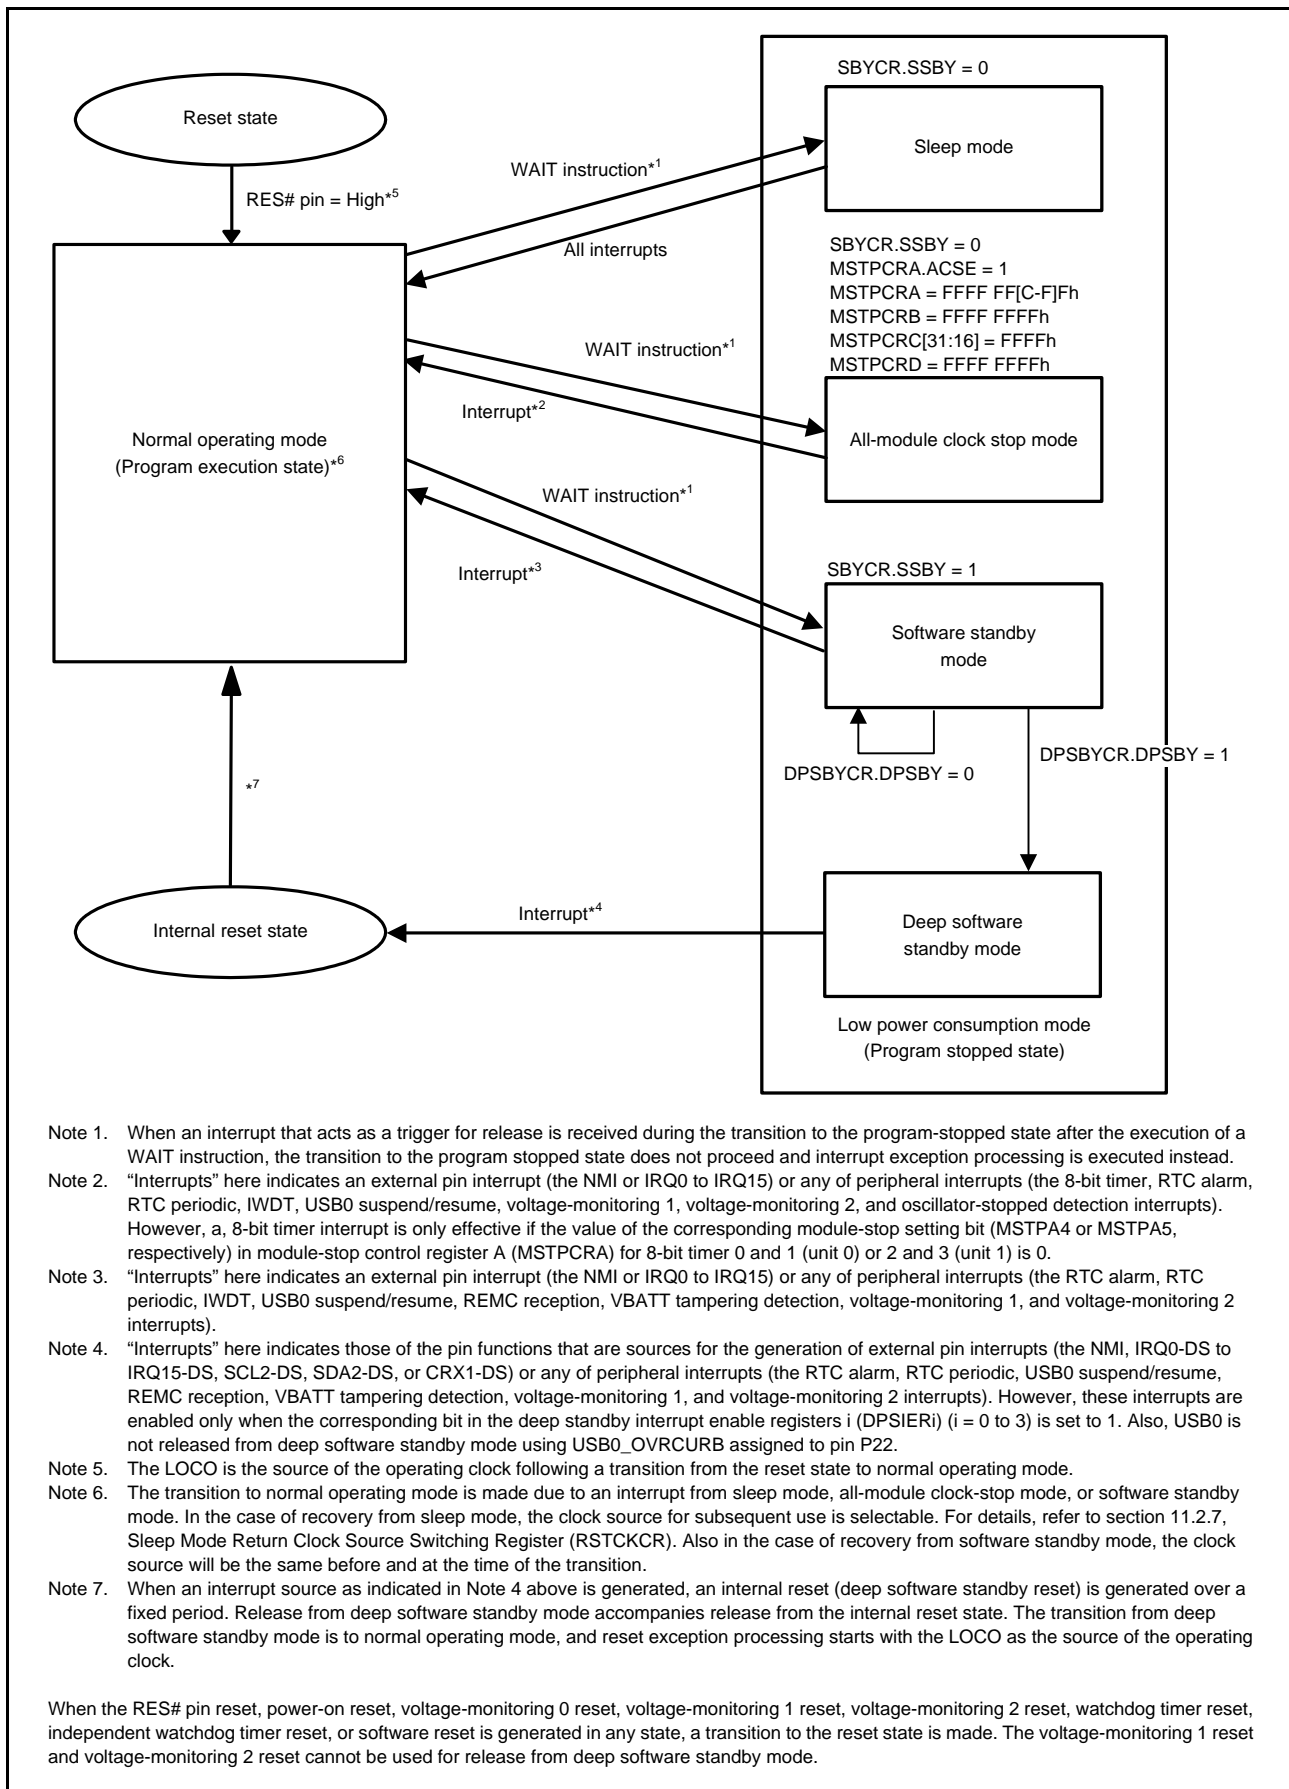 SBYCR.SSBY = 0
Reset state
Sleep mode
WAIT instruction*1
RES# pin = High*5
All interrupts
SBYCR.SSBY = 0
MSTPCRA.ACSE = 1
MSTPCRA = FFFF FF[C-F]Fh
MSTPCRB = FFFF FFFFh
MSTPCRC[31:16] = FFFFh
MSTPCRD = FFFF FFFFh
WAIT instruction*1
Interrupt*2
All-module clock stop mode
Normal operating mode
(Program execution state)*6
WAIT instruction*1
Interrupt*3
SBYCR.SSBY = 1
Software standby
mode
DPSBYCR.DPSBY = 1
DPSBYCR.DPSBY = 0
*7
Interrupt*4
Internal reset state
Deep software
standby mode
Low power consumption mode
(Program stopped state)
Note 1. When an interrupt that acts as a trigger for release is received during the transition to the program-stopped state after the execution of a
WAIT instruction, the transition to the program stopped state does not proceed and interrupt exception processing is executed instead.
Note 2. “Interrupts” here indicates an external pin interrupt (the NMI or IRQ0 to IRQ15) or any of peripheral interrupts (the 8-bit timer, RTC alarm,
RTC periodic, IWDT, USB0 suspend/resume, voltage-monitoring 1, voltage-monitoring 2, and oscillator-stopped detection interrupts).
However, a, 8-bit timer interrupt is only effective if the value of the corresponding module-stop setting bit (MSTPA4 or MSTPA5,
respectively) in module-stop control register A (MSTPCRA) for 8-bit timer 0 and 1 (unit 0) or 2 and 3 (unit 1) is 0.
Note 3. “Interrupts” here indicates an external pin interrupt (the NMI or IRQ0 to IRQ15) or any of peripheral interrupts (the RTC alarm, RTC
periodic, IWDT, USB0 suspend/resume, REMC reception, VBATT tampering detection, voltage-monitoring 1, and voltage-monitoring 2
interrupts).
Note 4. “Interrupts” here indicates those of the pin functions that are sources for the generation of external pin interrupts (the NMI, IRQ0-DS to
IRQ15-DS, SCL2-DS, SDA2-DS, or CRX1-DS) or any of peripheral interrupts (the RTC alarm, RTC periodic, USB0 suspend/resume,
REMC reception, VBATT tampering detection, voltage-monitoring 1, and voltage-monitoring 2 interrupts). However, these interrupts are
enabled only when the corresponding bit in the deep standby interrupt enable registers i (DPSIERi) (i = 0 to 3) is set to 1. Also, USB0 is
not released from deep software standby mode using USB0_OVRCURB assigned to pin P22.
Note 5. The LOCO is the source of the operating clock following a transition from the reset state to normal operating mode.
Note 6. The transition to normal operating mode is made due to an interrupt from sleep mode, all-module clock-stop mode, or software standby
mode. In the case of recovery from sleep mode, the clock source for subsequent use is selectable. For details, refer to section 11.2.7,
Sleep Mode Return Clock Source Switching Register (RSTCKCR). Also in the case of recovery from software standby mode, the clock
source will be the same before and at the time of the transition.
Note 7. When an interrupt source as indicated in Note 4 above is generated, an internal reset (deep software standby reset) is generated over a
fixed period. Release from deep software standby mode accompanies release from the internal reset state. The transition from deep
software standby mode is to normal operating mode, and reset exception processing starts with the LOCO as the source of the operating
clock.
When the RES# pin reset, power-on reset, voltage-monitoring 0 reset, voltage-monitoring 1 reset, voltage-monitoring 2 reset, watchdog timer reset,
independent watchdog timer reset, or software reset is generated in any state, a transition to the reset state is made. The voltage-monitoring 1 reset
and voltage-monitoring 2 reset cannot be used for release from deep software standby mode.